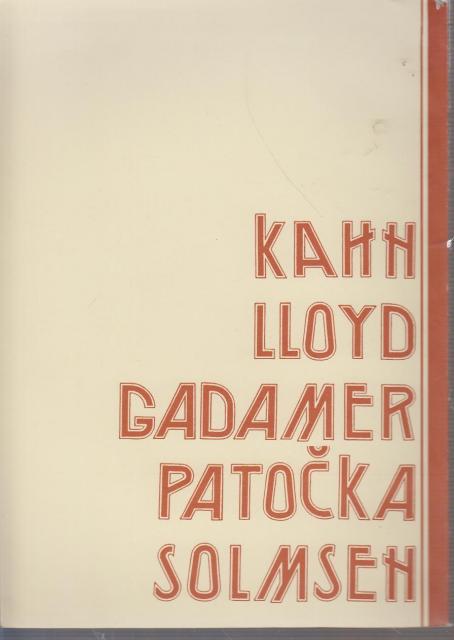 KAHN
LLOYD
GADAMER
PATOČKA
SOLMSEN